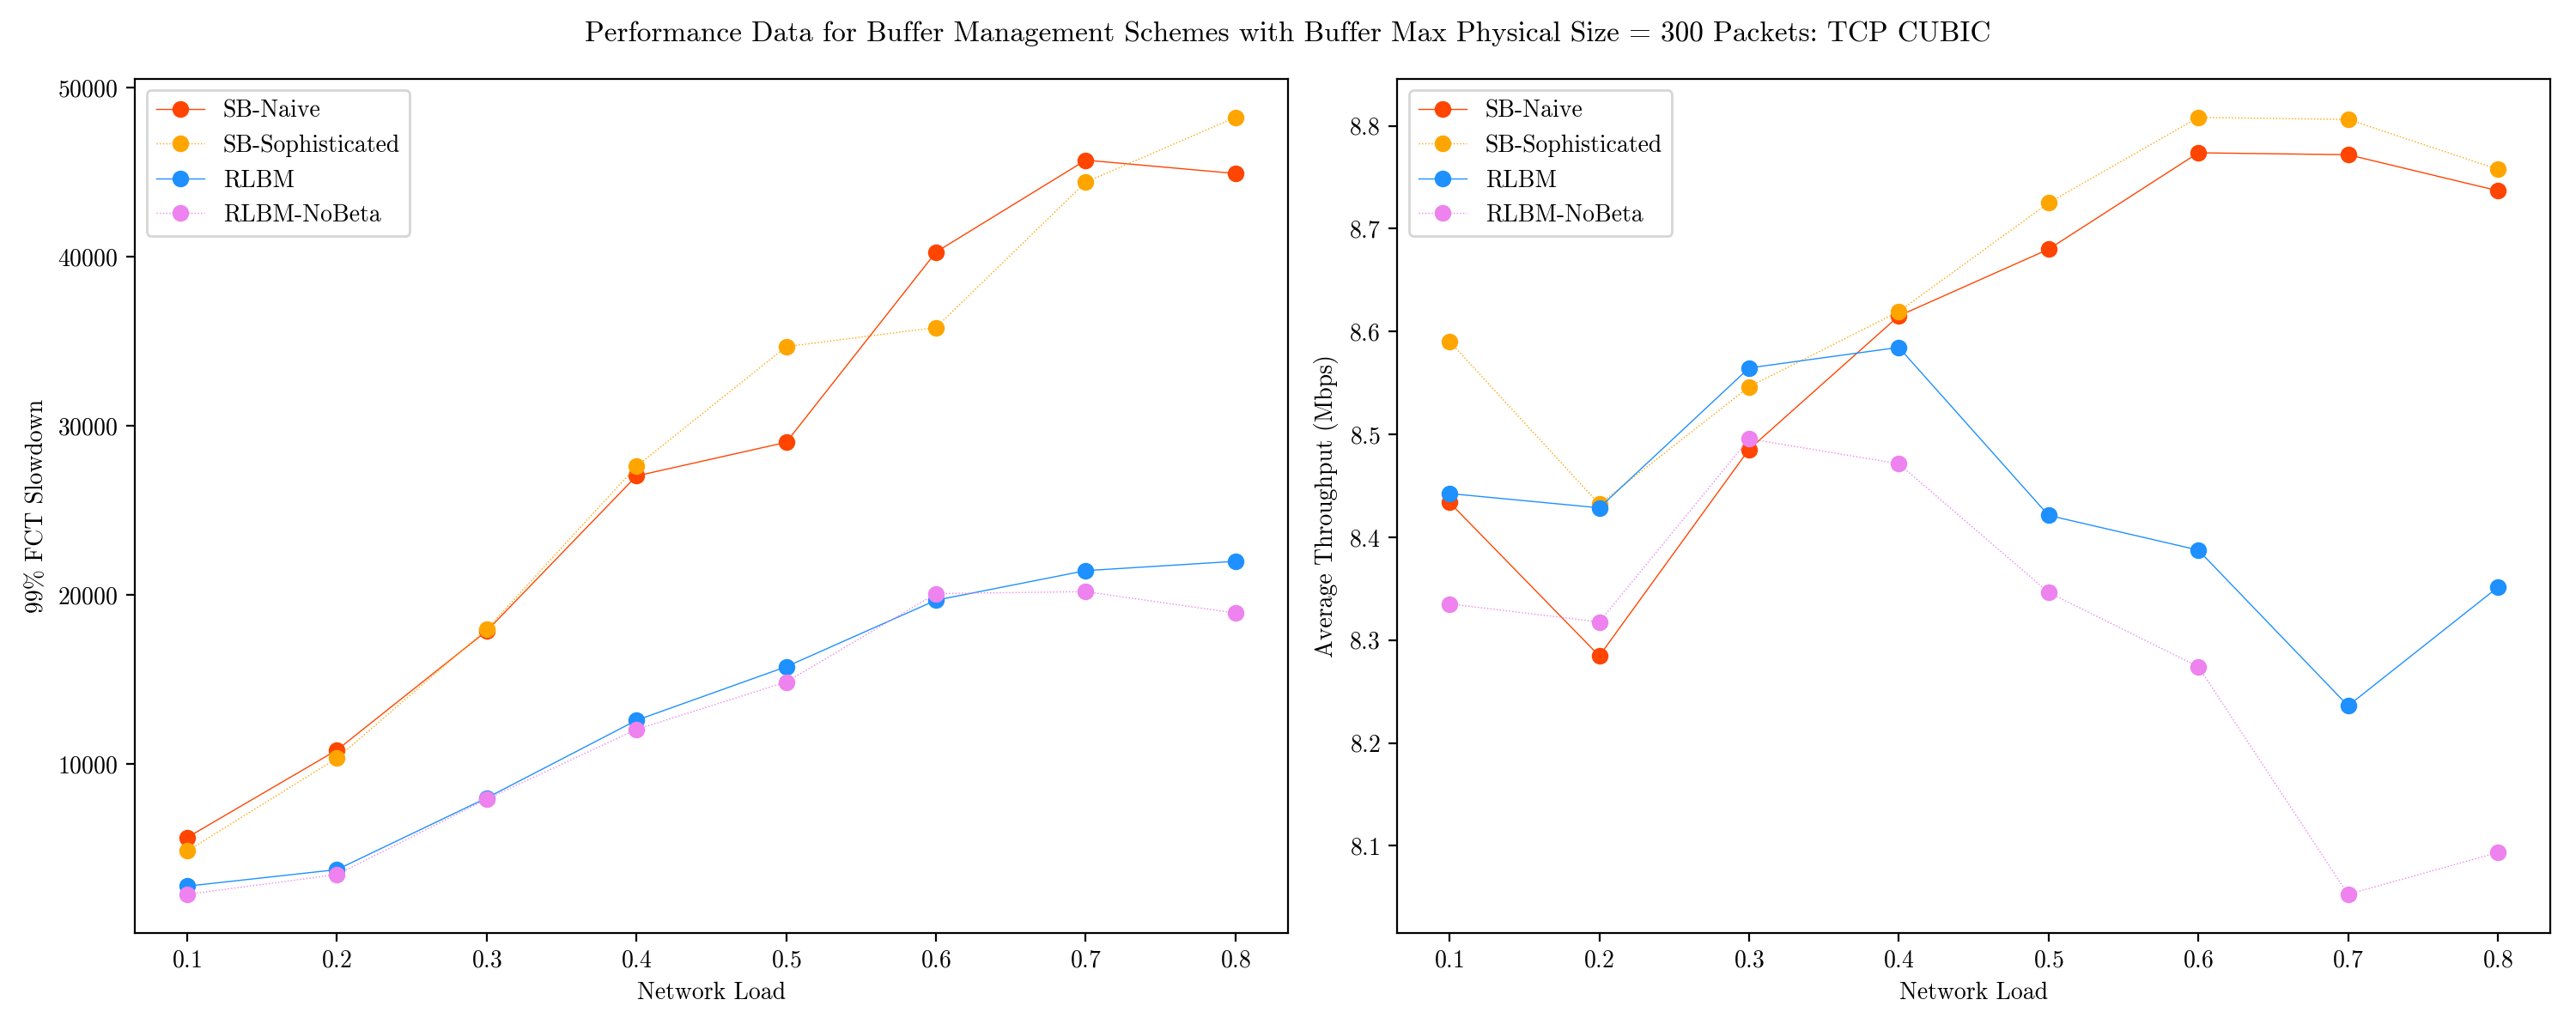 Performance Data for Buffer Management Schemes with Buffer Max Physical Size = 300 Packets: TCP CUBIC
SB-Naive
SB-Sophisticated
RLBM
RLBM-NoBeta
50000
40000
30000
20000
10000
99% FCT Slowdown
0.1 0.2 0.3 0.4 0.5 0.6 0.7 0.8
Network Load
SB-Naive
SB-Sophisticated
RLBM
RLBM-NoBeta
8.8
8.7
8.6
8.5
8.4
8.3
8.2
8.1
Average Throughput (Mbps)
0.1 0.2 0.3 0.4 0.5 0.6 0.7 0.8
Network Load